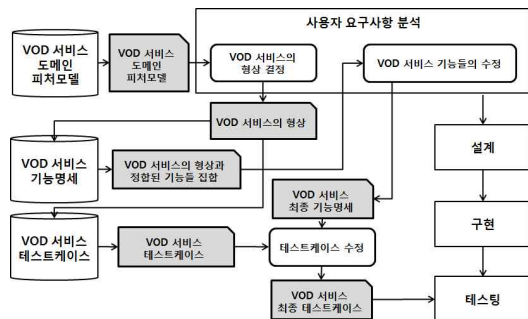 사용자 요구사항 분석
VOD 서비스
도메인
피처모델
VOD 서비스
도메인
피처모델
VOD 서비스의
형상 결정
VOD 서비스 기능들의 수정
VOD 서비스의 형상
설계
VOD 서비스
기능명세
VOD 서비스의 형상과
정합된 기능들 집합
VOD 서비스
최종 기능명세
구현
VOD 서비스
테스트케이스
VOD 서비스
테스트케이스
테스트케이스 수정
VOD 서비스
최종 테스트케이스
테스팅